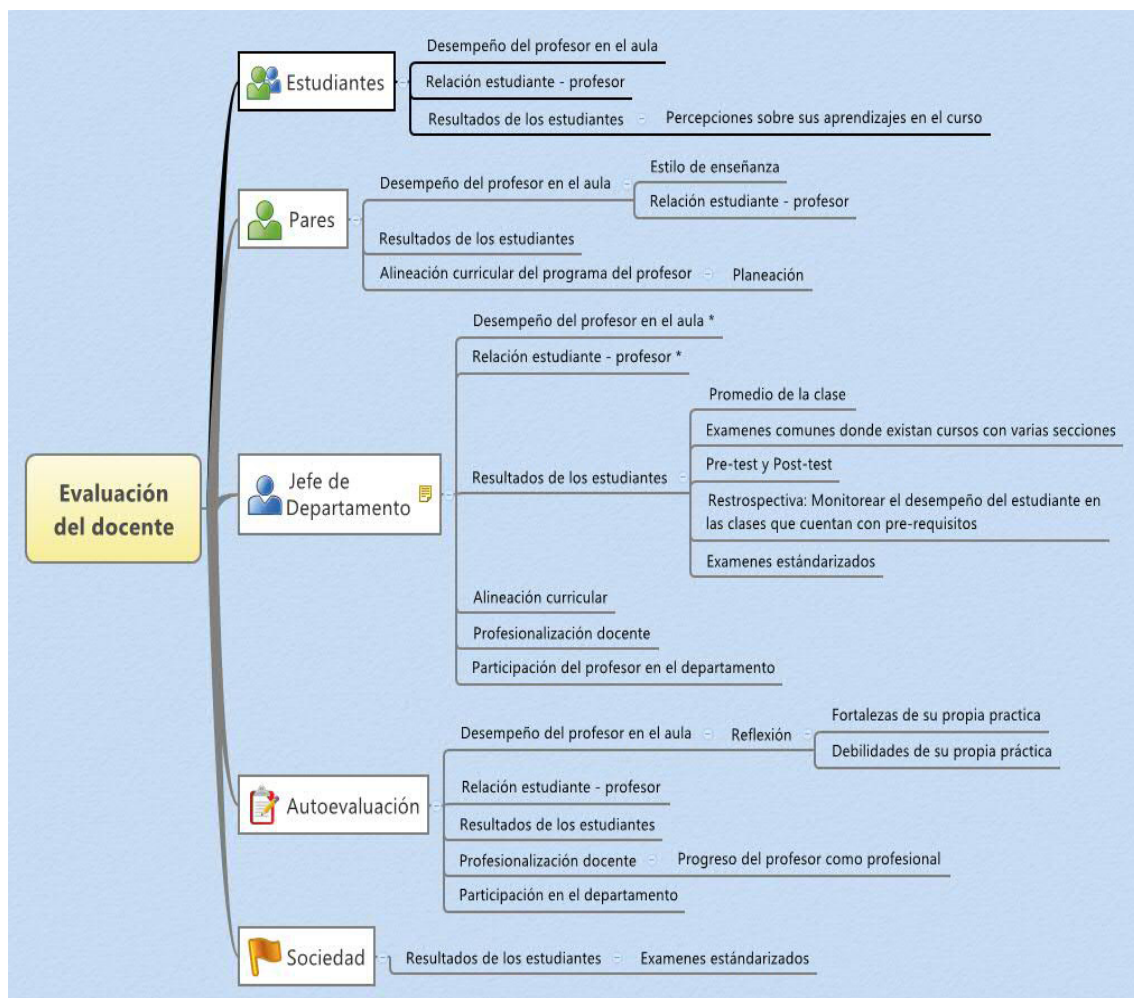 Evaluación
del docente
Estudiantes
Desempeño del profesor en el aula
Relación estudiante - profesor
Resultados de los estudiantes
Percepciones sobre sus aprendizajes en el curso
Pares
Desempeño del profesor en el aula
Estilo de enseñanza
Relación estudiante - profesor
Resultados de los estudiantes
Alineación curricular del programa del profesor
Planeación
Jefe de
Departamento
Desempeño del profesor en el aula *
Relación estudiante - profesor *
Resultados de los estudiantes
Promedio de la clase
Examenes comunes donde existan cursos con varias secciones
Pre-test y Post-test
Restrospectiva: Monitorear el desempeño del estudiante en
las clases que cuentan con pre-requisitos
Examenes estándarizados
Alineación curricular
Profesionalización docente
Participación del profesor en el departamento
Autoevaluación
Desempeño del profesor en el aula
Reflexión
Fortalezas de su propia practica
Debilidades de su propia práctica
Relación estudiante - profesor
Resultados de los estudiantes
Profesionalización docente
Progreso del profesor como profesional
Participación en el departamento
Sociedad
Resultados de los estudiantes
Examenes estándarizados